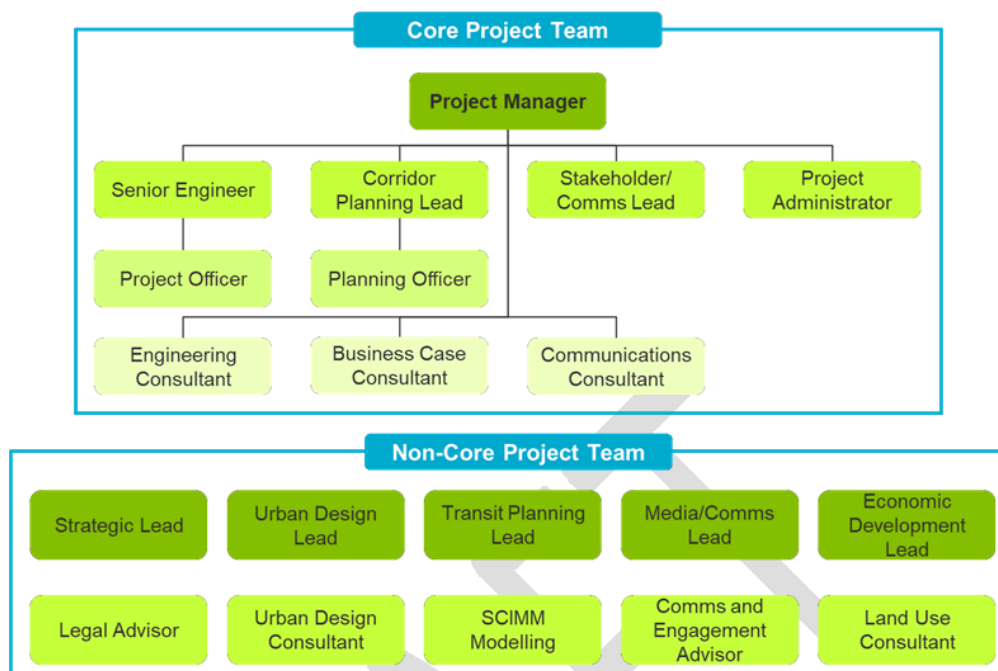 Core Project Team
Project Manager
Senior Engineer
Corridor
Planning Lead
Stakeholder/
Comms Lead
Project
Administrator
Project Officer
Planning Officer
Engineering
Consultant
Business Case
Consultant
Communications
Consultant
Non-Core Project Team
Strategic Lead
Urban Design
Lead
Transit Planning
Lead
Media/Comms
Lead
Economic
Development
Lead
Legal Advisor
Urban Design
Consultant
SCIMM
Modelling
Comms and
Engagement
Advisor
Land Use
Consultant